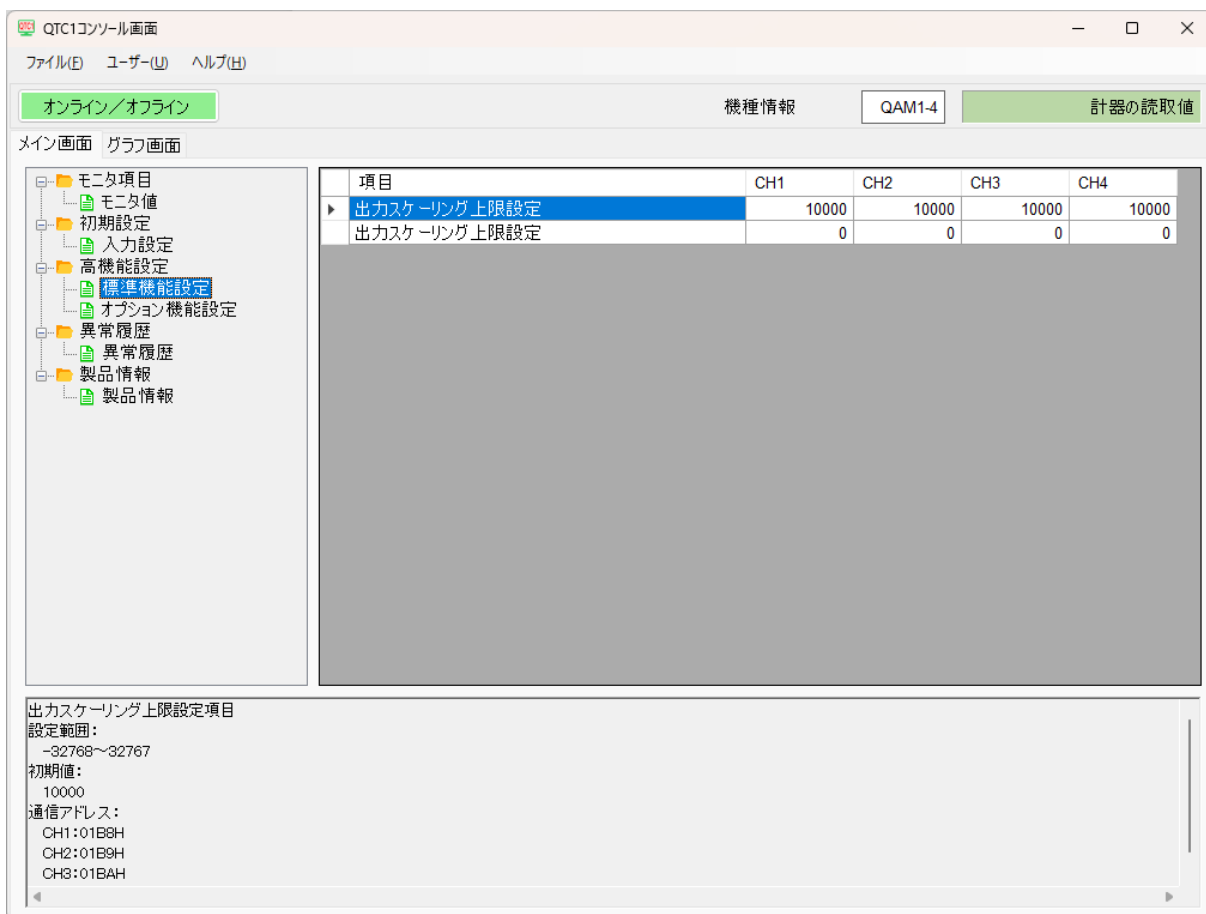 QTC1コンソール画面
ファイル(F) ユーザー(U) ヘルプ(H)
オンライン／オフライン 機種情報 QAM1-4 計器の読取値
メイン画面 グラフ画面
モニタ項目
モニタ値
初期設定
入力設定
高機能設定
標準機能設定
オプション機能設定
異常履歴
異常履歴
製品情報
製品情報
項目 CH1 CH2 CH3 CH4
出力スケーリング上限設定 10000 10000 10000 10000
出力スケーリング上限設定 0 0 0 0
出力スケーリング上限設定項目
設定範囲：
-32768～32767
初期値：
10000
通信アドレス：
CH1:01B8H
CH2:01B9H
CH3:01BAH